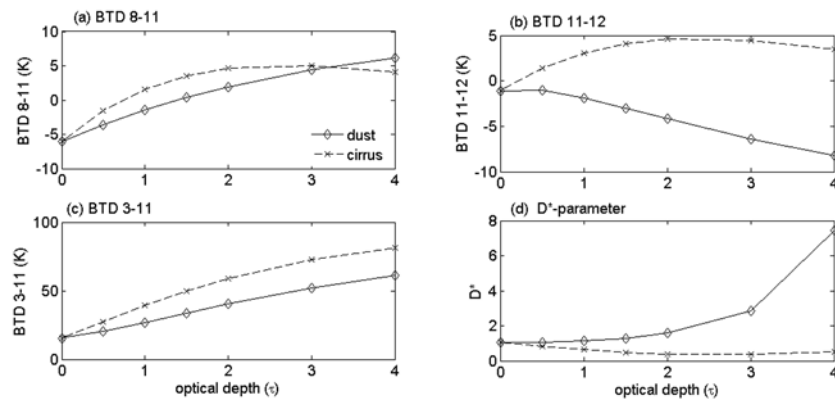 (a) BTD 8-11
10
5
0
-5
-10
BTD 8-11 (K)
0 1 2 3 4
dust
cirrus
(b) BTD 11-12
5
0
-5
-10
BTD 11-12 (K)
0 1 2 3 4
(c) BTD 3-11
100
50
0
BTD 3-11 (K)
0 1 2 3 4
optical depth (τ)
(d) D*-parameter
8
6
4
2
0
D*
0 1 2 3 4
optical depth (τ)